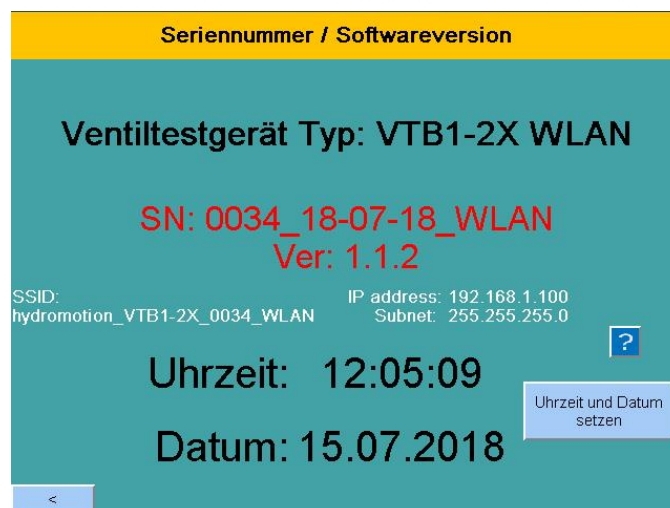 Seriennummer / Softwareversion
Ventiltestgerät Typ: VTB1-2X WLAN
SN: 0034_18-07-18_WLAN
Ver: 1.1.2
SSID:
hydromotion_VTB1-2X_0034_WLAN
IP address: 192.168.1.100
Subnet: 255.255.255.0
?
Uhrzeit: 12:05:09
Uhrzeit und Datum
setzen
Datum: 15.07.2018
<